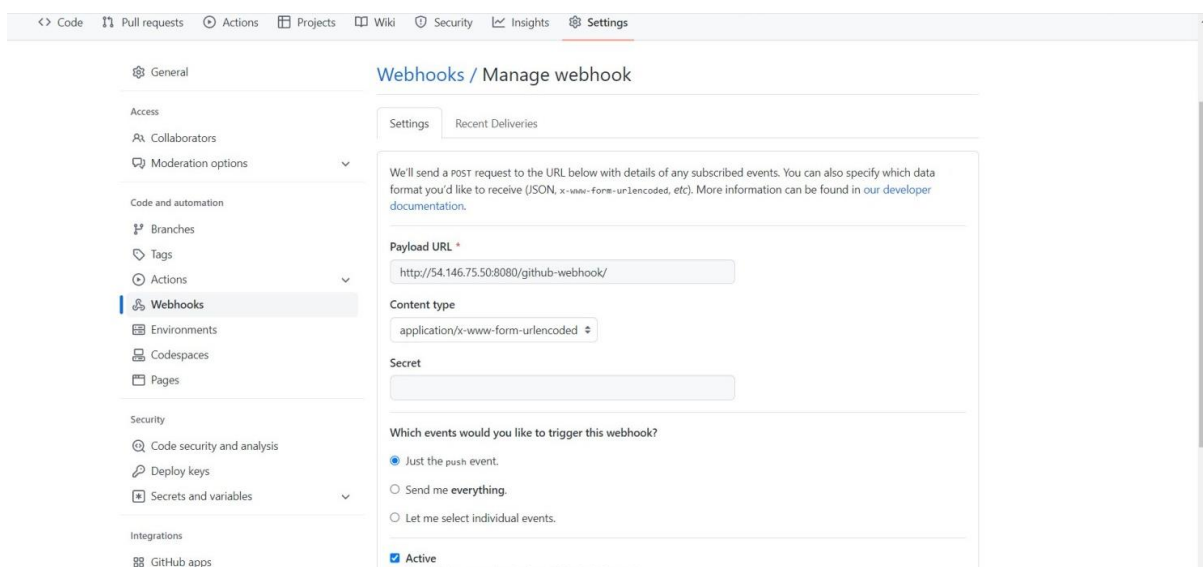 <> Code Pull requests Actions Projects Wiki Security Insights Settings
General
Access
Collaborators
Moderation options
Code and automation
Branches
Tags
Actions
Webhooks
Environments
Codespaces
Pages
Security
Code security and analysis
Deploy keys
Secrets and variables
Integrations
GitHub apps
Webhooks / Manage webhook
Settings Recent Deliveries
We'll send a POST request to the URL below with details of any subscribed events. You can also specify which data
format you'd like to receive (JSON, x-www-form-urlencoded, etc). More information can be found in our developer
documentation.
Payload URL *
http://54.146.75.50:8080/github-webhook/
Content type
application/x-www-form-urlencoded
Secret
Which events would you like to trigger this webhook?
Just the push event.
Send me everything.
Let me select individual events.
Active